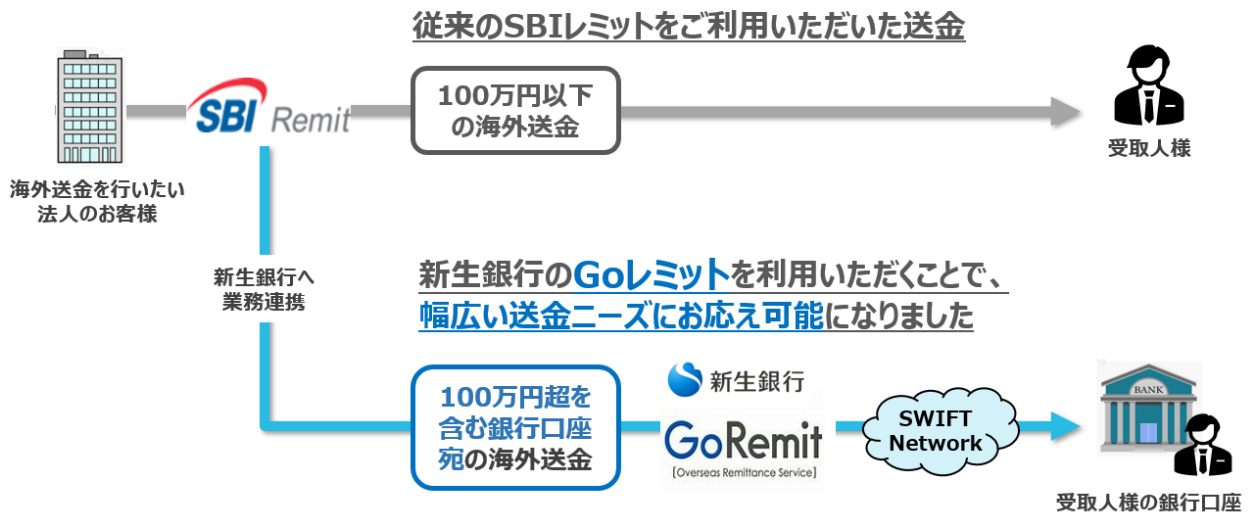 従来のSBIレミットをご利用いただいた送金
SBI Remit
100万円以下
の海外送金
受取人様
海外送金を行いたい
法人のお客様
新生銀行へ
業務連携
新生銀行のGoレミットを利用いただくことで、
幅広い送金ニーズにお応え可能になりました
100万円超を
含む銀行口座
宛の海外送金
新生銀行
GoRemit
[Overseas Remittance Service]
SWIFT
Network
BANK
受取人様の銀行口座